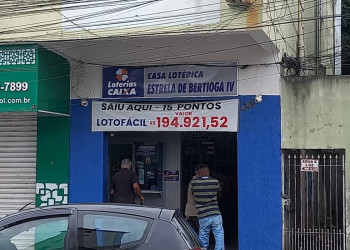 -7899
ol.com.br
Loterias
CAIXA
CASA LOTÉRICA
ESTRELA DE BERTIOGA IV
SAIU AQUI - 15 PONTOS
VALOR
LOTOFÁCIL R$ 194.921,52